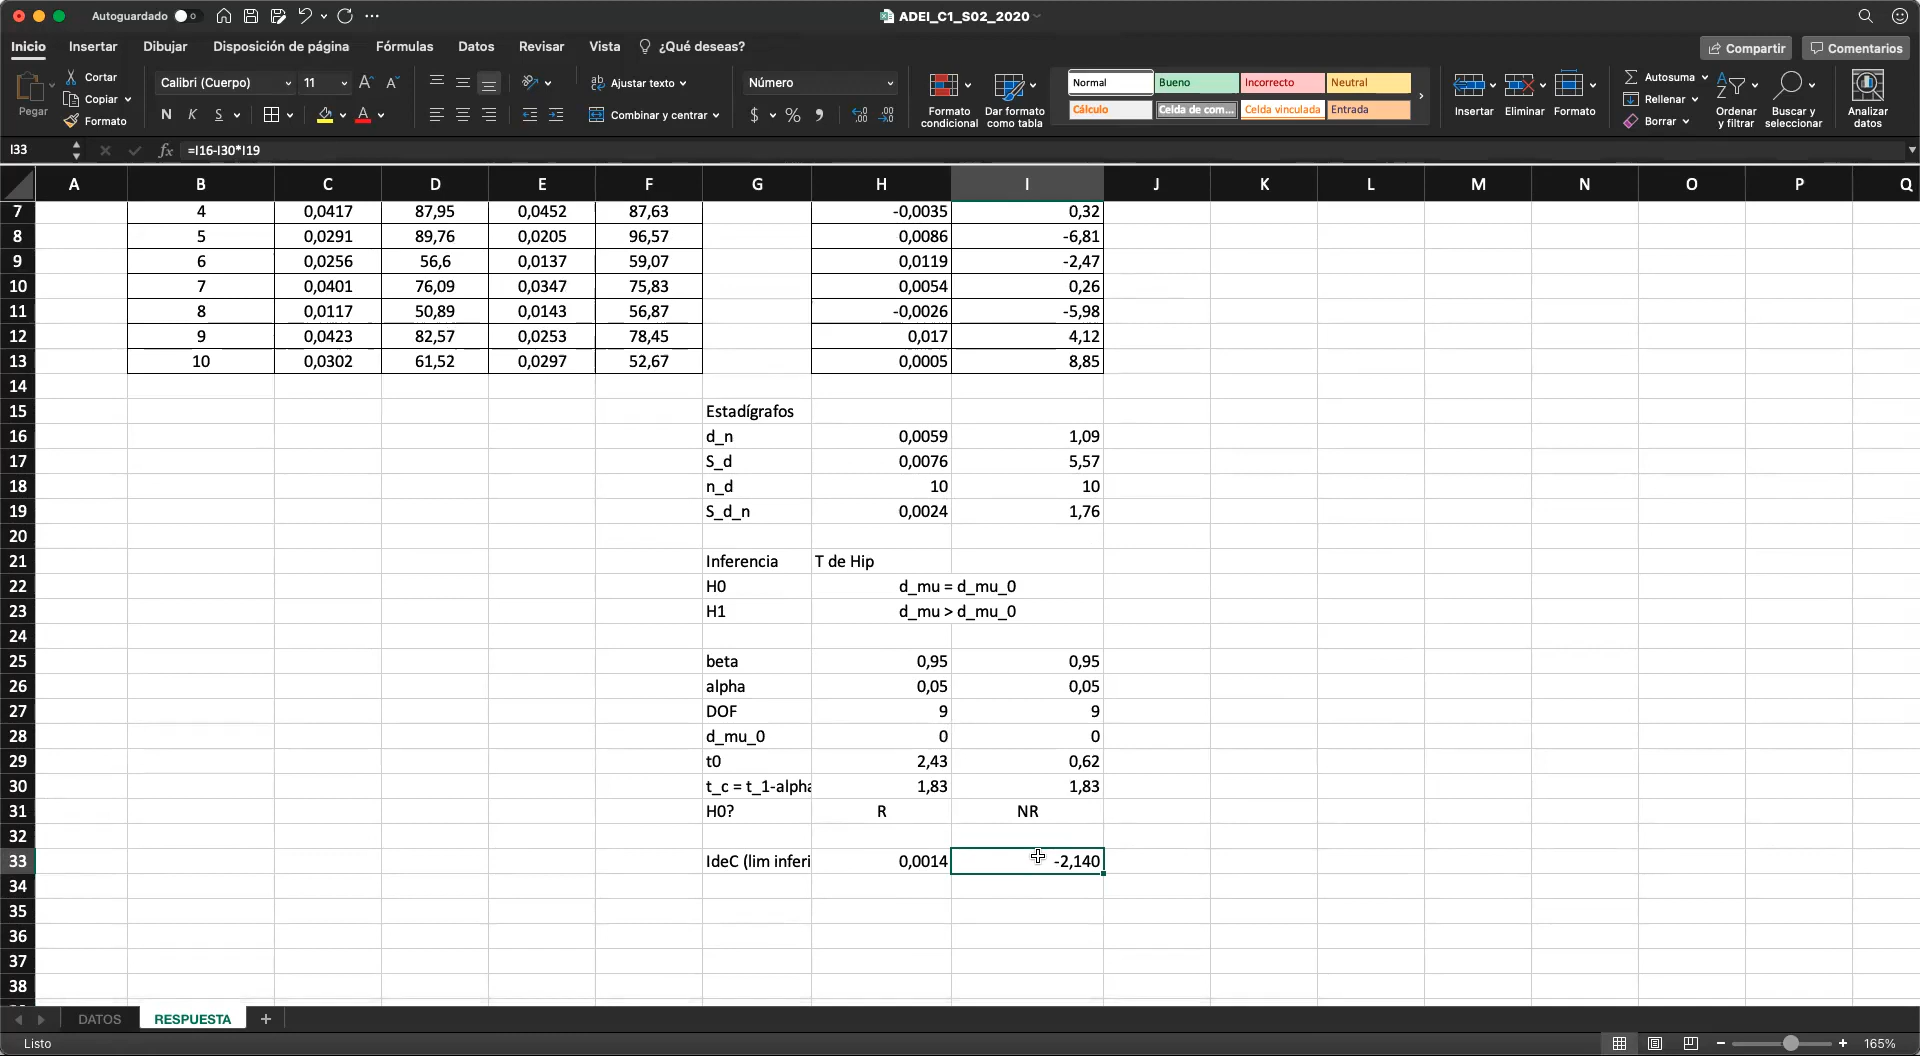 Autoguardado 0 ADEI_C1_S02_2020
Inicio Insertar Dibujar Disposición de página Fórmulas Datos Revisar Vista ¿Qué deseas? Compartir Comentarios
Pegar
Cortar
Copiar
Formato
Calibri (Cuerpo) 11
N K S
Ajustar texto
Combinar y centrar
Número
$ % 
Formato condicional
Dar formato como tabla
Normal Bueno Incorrecto Neutral
Cálculo Celda de com... Celda vinculada Entrada
Insertar Eliminar Formato
Autosuma
Rellenar
Borrar
Ordenar y filtrar
Buscar y seleccionar
Analizar datos
I33 fx =I16-I30*I19
A B C D E F G H I J K L M N O P Q
7 4 0,0417 87,95 0,0452 87,63 -0,0035 0,32
8 5 0,0291 89,76 0,0205 96,57 0,0086 -6,81
9 6 0,0256 56,6 0,0137 59,07 0,0119 -2,47
10 7 0,0401 76,09 0,0347 75,83 0,0054 0,26
11 8 0,0117 50,89 0,0143 56,87 -0,0026 -5,98
12 9 0,0423 82,57 0,0253 78,45 0,017 4,12
13 10 0,0302 61,52 0,0297 52,67 0,0005 8,85
14
15 Estadígrafos
16 d_n 0,0059 1,09
17 S_d 0,0076 5,57
18 n_d 10 10
19 S_d_n 0,0024 1,76
20
21 Inferencia T de Hip
22 H0 d_mu = d_mu_0
23 H1 d_mu > d_mu_0
24
25 beta 0,95 0,95
26 alpha 0,05 0,05
27 DOF 9 9
28 d_mu_0 0 0
29 t0 2,43 0,62
30 t_c = t_1-alpha 1,83 1,83
31 H0? R NR
32
33 IdeC (lim inferi 0,0014 -2,140
34
35
36
37
38
DATOS RESPUESTA +
Listo 165%